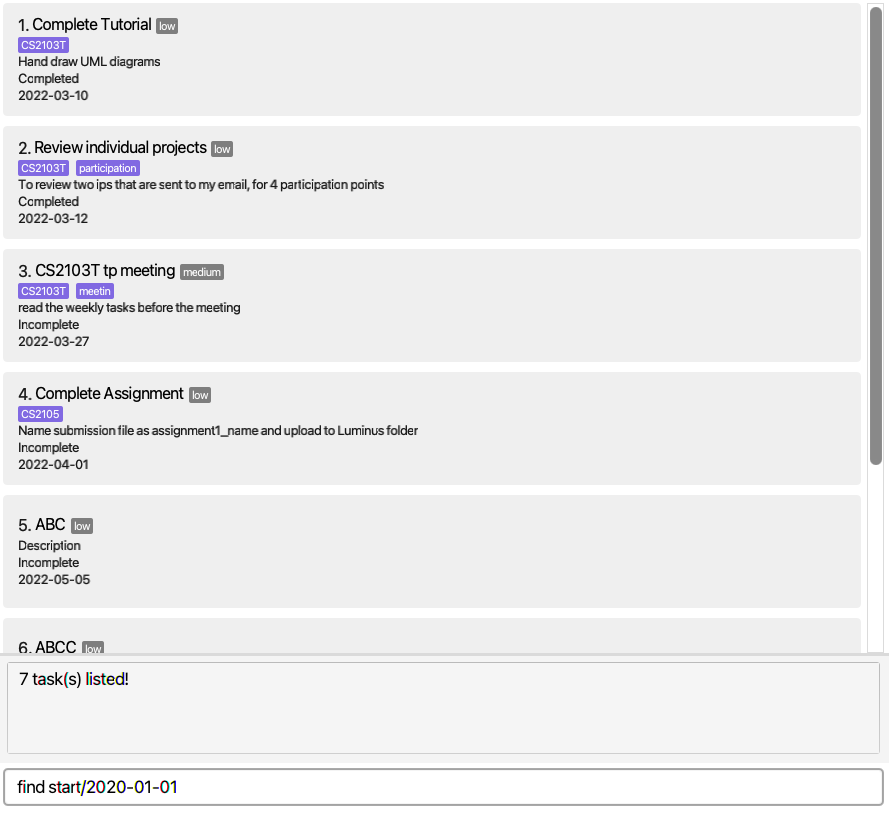 1. Complete Tutorial low
CS2103T
Hand draw UML diagrams
Completed
2022-03-10
2. Review individual projects low
CS2103T participation
To review two ips that are sent to my email, for 4 participation points
Completed
2022-03-12
3. CS2103T tp meeting medium
CS2103T meetin
read the weekly tasks before the meeting
Incomplete
2022-03-27
4. Complete Assignment low
CS2105
Name submission file as assignment1_name and upload to Luminus folder
Incomplete
2022-04-01
5. ABC low
Description
Incomplete
2022-05-05
6. ABCC low
7 task(s) listed!
find start/2020-01-01